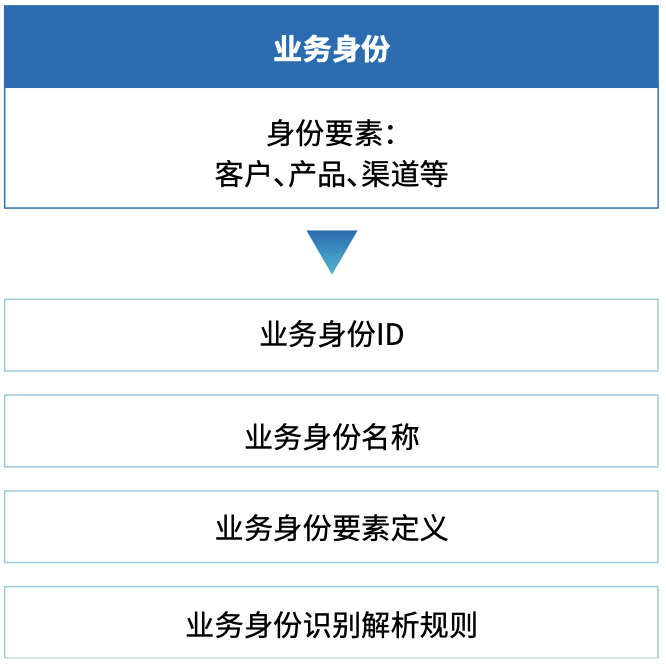 业务身份
身份要素：
客户、产品、渠道等
业务身份ID
业务身份名称
业务身份要素定义
业务身份识别解析规则